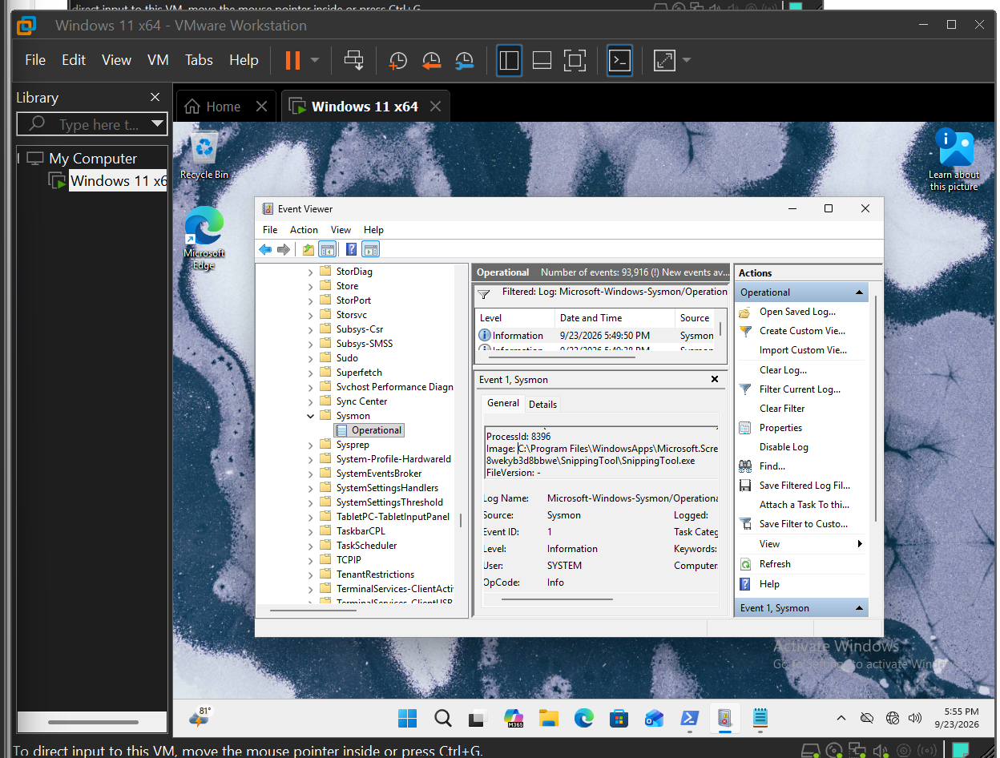 direct input to this VM, move the mouse pointer inside or press Ctrl+G.
Windows 11 x64 - VMware Workstation
File Edit View VM Tabs Help
Library
Type here t...
My Computer
Windows 11 x6
Home
Windows 11 x64
Recycle Bin
Microsoft
Edge
Learn about
this picture
Event Viewer
File Action View Help
StorDiag
Store
StorPort
Storsvc
Subsys-Csr
Subsys-SMSS
Sudo
Superfetch
Svchost Performance Diagn
Sync Center
Sysmon
Operational
Sysprep
System-Profile-HardwareId
SystemEventsBroker
SystemSettingsHandlers
SystemSettingsThreshold
TabletPC-TabletInputPanel
TaskbarCPL
TaskScheduler
TCPIP
TenantRestrictions
TerminalServices-ClientActi
TerminalServices-ClientUSB
Operational Number of events: 93,916 (!) New events av...
Filtered: Log: Microsoft-Windows-Sysmon/Operation
Level Date and Time Source
Information 9/23/2026 5:49:50 PM Sysmon
Information 9/23/2026 5:49:38 PM Sysmon
Event 1, Sysmon
General Details
ProcessId: 8396
Image: C:\Program Files\WindowsApps\Microsoft.Scre
8wekyb3d8bbwe\SnippingTool\SnippingTool.exe
FileVersion: -
Log Name: Microsoft-Windows-Sysmon/Operationa
Source: Sysmon Logged:
Event ID: 1 Task Categ
Level: Information Keywords:
User: SYSTEM Computer
OpCode: Info
Actions
Operational
Open Saved Log...
Create Custom Vie...
Import Custom Vie...
Clear Log...
Filter Current Log...
Clear Filter
Properties
Disable Log
Find...
Save Filtered Log Fil...
Attach a Task To thi...
Save Filter to Custo...
View
Refresh
Help
Event 1, Sysmon
Activate Windows
Go to Settings to activate Windows
81°
M365
5:55 PM
9/23/2026
To direct input to this VM, move the mouse pointer inside or press Ctrl+G.